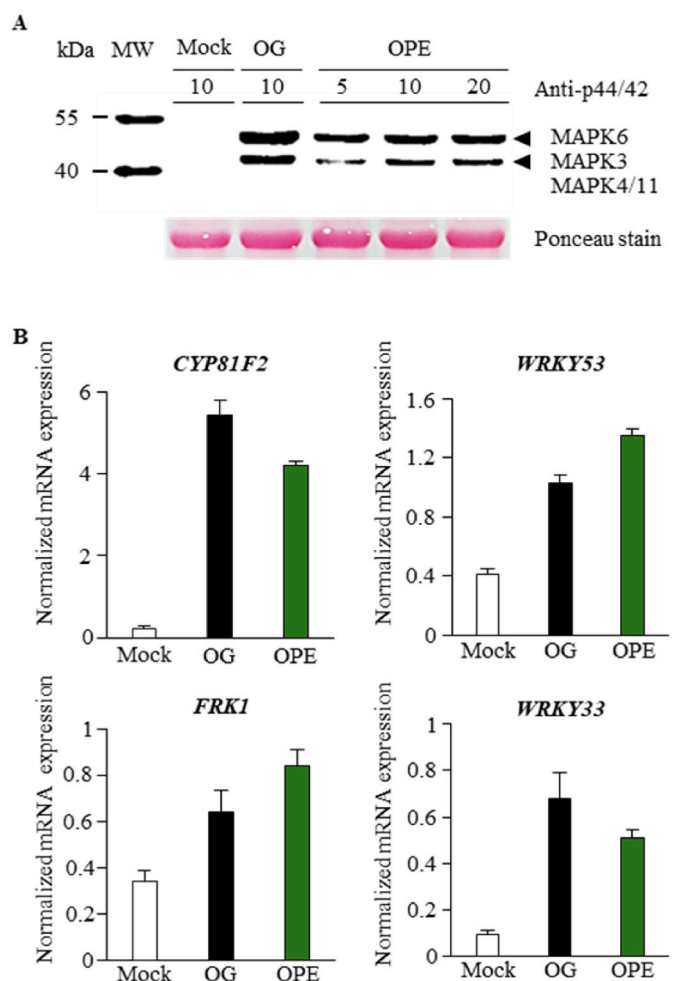 A
kDa MW Mock OG OPE
10 10 5 10 20 Anti-p44/42
55
MAPK6
40
MAPK3
MAPK4/11
Ponceau stain
B
CYP81F2
Normalized mRNA expression
6
4
2
0
Mock OG OPE
WRKY53
Normalized mRNA expression
1.6
1.2
0.8
0.4
0
Mock OG OPE
FRK1
Normalized mRNA expression
1
0.8
0.6
0.4
0.2
0
Mock OG OPE
WRKY33
Normalized mRNA expression
1
0.8
0.6
0.4
0.2
0
Mock OG OPE